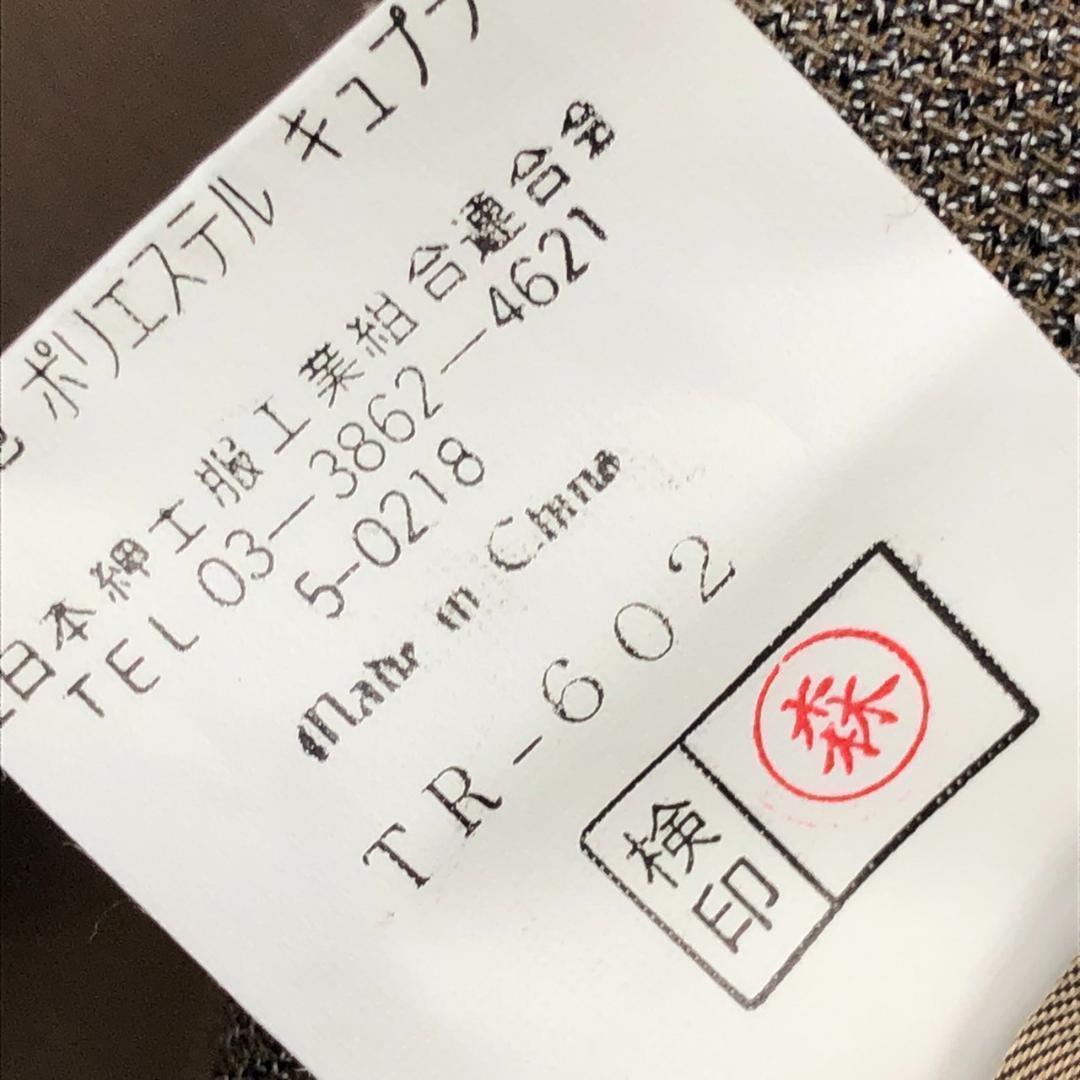 ポリエステル キュプラ
日本紳士服工業組合連合会
TEL 03-3862-4621
5-0218
Made in China
TR-602
森
検印